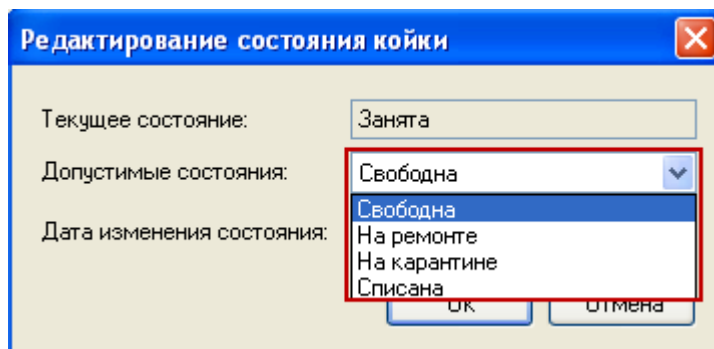 Редактирование состояния койки
Текущее состояние: Занята
Допустимые состояния: Свободна
Свободна
Дата изменения состояния:
На ремонте
На карантине
Списана
ОК Отмена